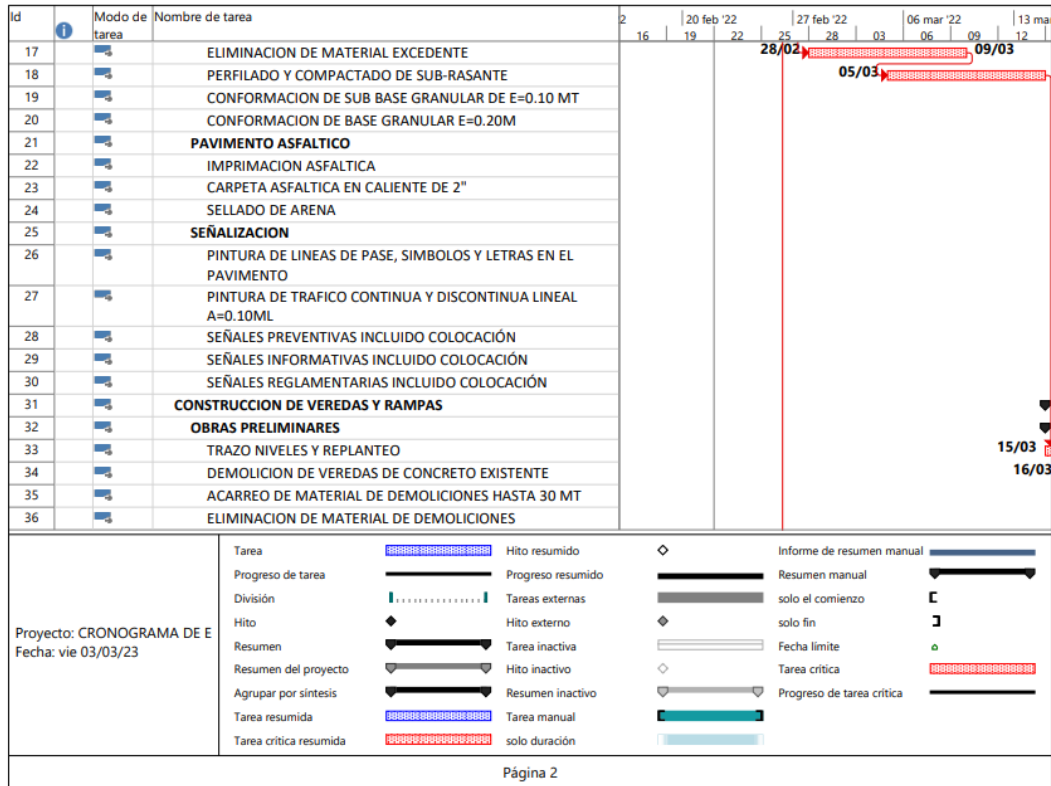 Id Modo de tarea Nombre de tarea 2 20 feb '22 27 feb '22 06 mar '22 13 mar
16 19 22 25 28 03 06 09 12
17 ELIMINACION DE MATERIAL EXCEDENTE 28/02 09/03
18 PERFILADO Y COMPACTADO DE SUB-RASANTE 05/03
19 CONFORMACION DE SUB BASE GRANULAR DE E=0.10 MT
20 CONFORMACION DE BASE GRANULAR E=0.20M
21 PAVIMENTO ASFALTICO
22 IMPRIMACION ASFALTICA
23 CARPETA ASFALTICA EN CALIENTE DE 2"
24 SELLADO DE ARENA
25 SEÑALIZACION
26 PINTURA DE LINEAS DE PASE, SIMBOLOS Y LETRAS EN EL
PAVIMENTO
27 PINTURA DE TRAFICO CONTINUA Y DISCONTINUA LINEAL
A=0.10ML
28 SEÑALES PREVENTIVAS INCLUIDO COLOCACIÓN
29 SEÑALES INFORMATIVAS INCLUIDO COLOCACIÓN
30 SEÑALES REGLAMENTARIAS INCLUIDO COLOCACIÓN
31 CONSTRUCCION DE VEREDAS Y RAMPAS
32 OBRAS PRELIMINARES
33 TRAZO NIVELES Y REPLANTEO 15/03
34 DEMOLICION DE VEREDAS DE CONCRETO EXISTENTE 16/03
35 ACARREO DE MATERIAL DE DEMOLICIONES HASTA 30 MT
36 ELIMINACION DE MATERIAL DE DEMOLICIONES
Proyecto: CRONOGRAMA DE E
Fecha: vie 03/03/23
Tarea Hito resumido Informe de resumen manual
Progreso de tarea Progreso resumido Resumen manual
División Tareas externas solo el comienzo
Hito Hito externo solo fin
Resumen Tarea inactiva Fecha límite
Resumen del proyecto Hito inactivo Tarea crítica
Agrupar por síntesis Resumen inactivo Progreso de tarea crítica
Tarea resumida Tarea manual
Tarea crítica resumida solo duración
Página 2